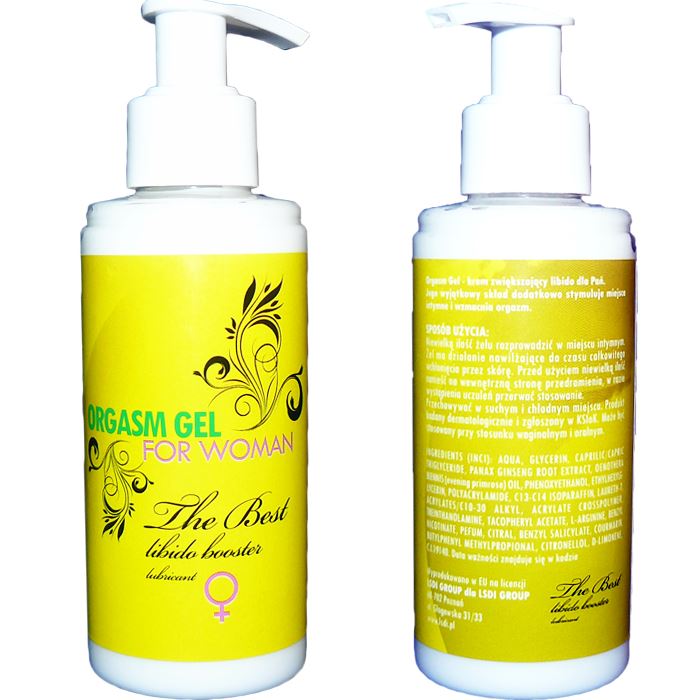 ORGASM GEL
FOR WOMAN
The Best
libido booster
lubricant
Orgasm Gel - krem zwiększający libido dla Pań.
Jego wyjątkowy skład dodatkowo stymuluje miejsce
intymne i wzmacnia orgazm.
SPOSÓB UŻYCIA:
Niewielką ilość żelu rozprowadzić w miejscu intymnym.
Żel ma działanie nawilżające do czasu całkowitego
wchłonięcia przez skórę. Przed użyciem niewielką ilość
nanieść na wewnętrzną stronę przedramienia, w razie
wystąpienia uczuleń przerwać stosowanie.
Przechowywać w suchym i chłodnym miejscu. Produkt
badany dermatologicznie i zgłoszony w KSIoK. Może być
stosowany przy stosunku waginalnym i oralnym.
INGREDIENTS (INCI): AQUA, GLYCERIN, CAPRILIC/CAPRIC
TRIGLYCERIDE, PANAX GINSENG ROOT EXTRACT, OENOTHERA
BIENNIS (evening primrose) OIL, PHENOXYETHANOL, ETHYLHEXYL-
GLYCERIN, POLYACRYLAMIDE, C13-C14 ISOPARAFFIN, LAURETH-7,
ACRYLATES/C10-30 ALKYL, ACRYLATE CROSSPOLYMER,
TRIETHANOLAMINE, TACOPHERYL ACETATE, L-ARGININE, BENZYL
NICOTINATE, PEFUM, CITRAL, BENZYL SALICYLATE, COURMARIN,
BUTYLPHENYL METHYLPROPIONAL, CITRONELLOL, D-LIMONENE,
Data ważności znajduje się w kodzie
Wyprodukowano w EU na licencji
LSDI GROUP dla LSDI GROUP
702 Poznań
ul. Głogowska 31/33
www.lsdi.pl
The Best
libido booster
lubricant